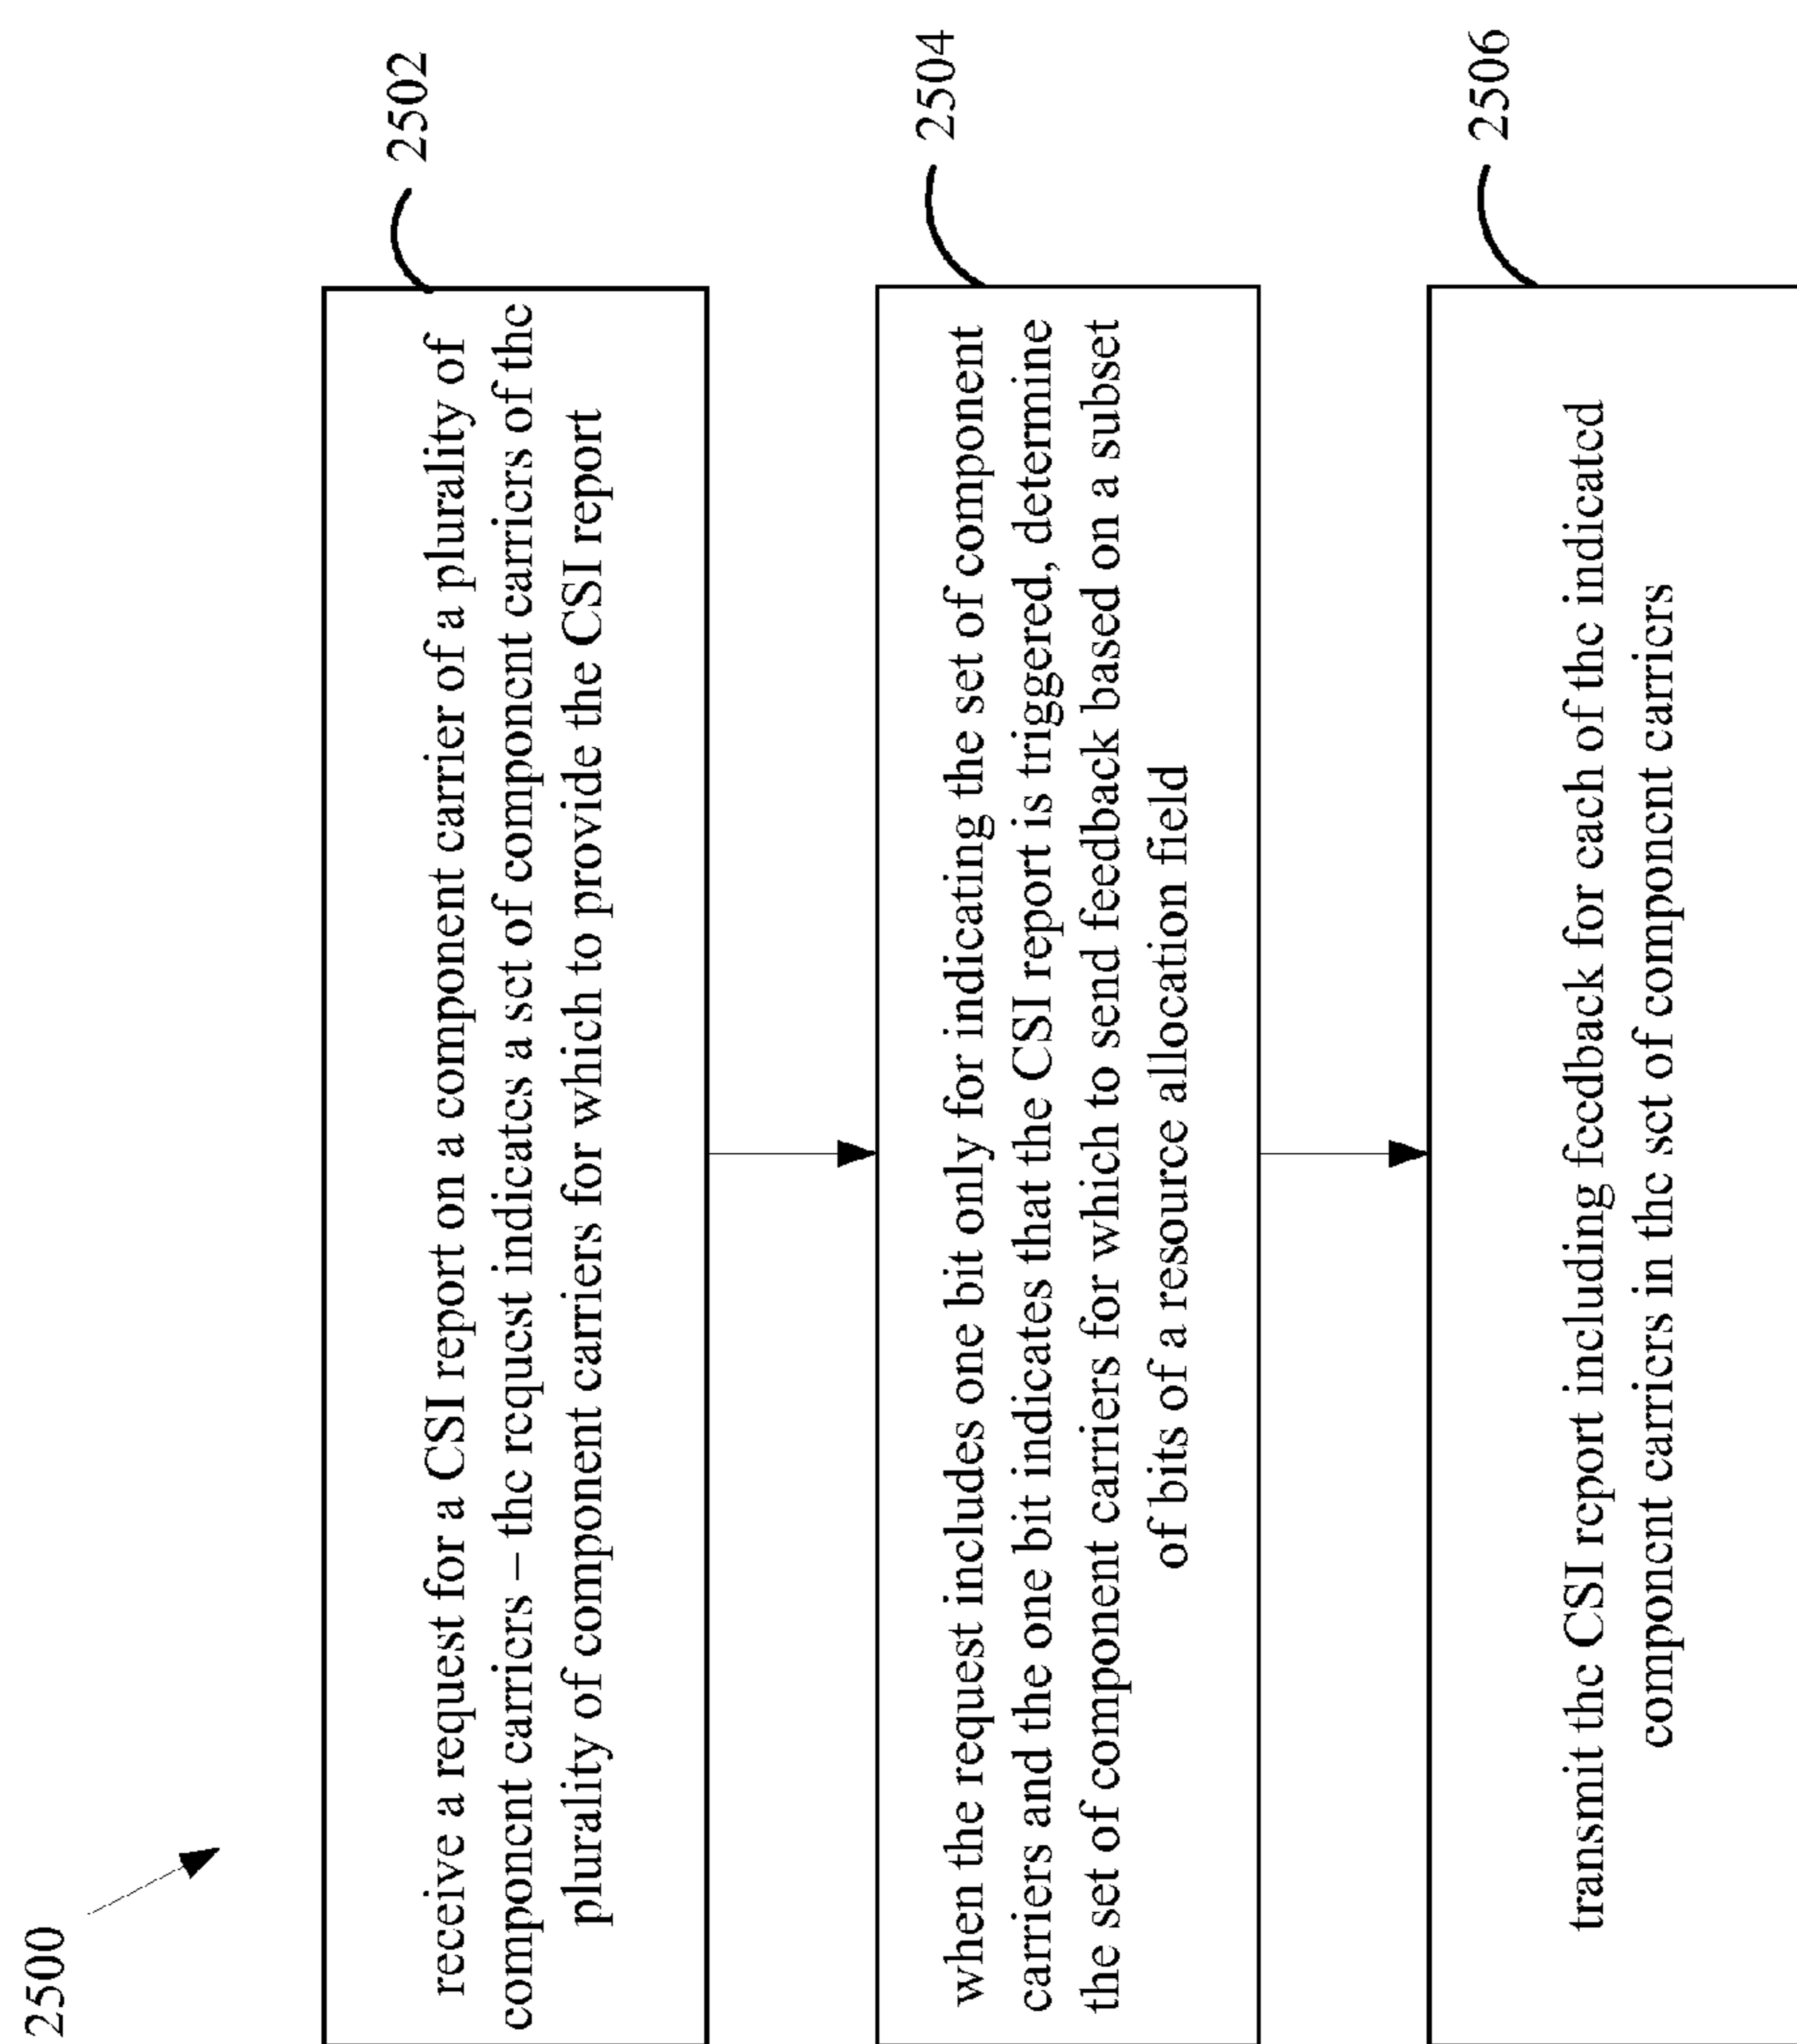 2500
receive a request for a CSI report on a component carrier of a plurality of
component carriers – the request indicates a set of component carriers of the
plurality of component carriers for which to provide the CSI report
2502
when the request includes one bit only for indicating the set of component
carriers and the one bit indicates that the CSI report is triggered, determine
the set of component carriers for which to send feedback based on a subset
of bits of a resource allocation field
2504
transmit the CSI report including feedback for each of the indicated
component carriers in the set of component carriers
2506